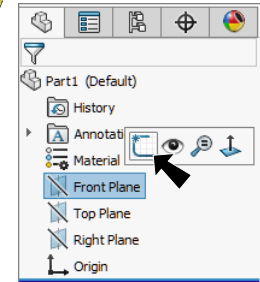 Part1 (Default)
History
Annotati
Material
Front Plane
Top Plane
Right Plane
Origin